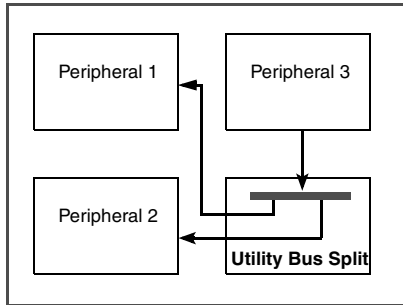 Peripheral 1
Peripheral 3
Peripheral 2
Utility Bus Split